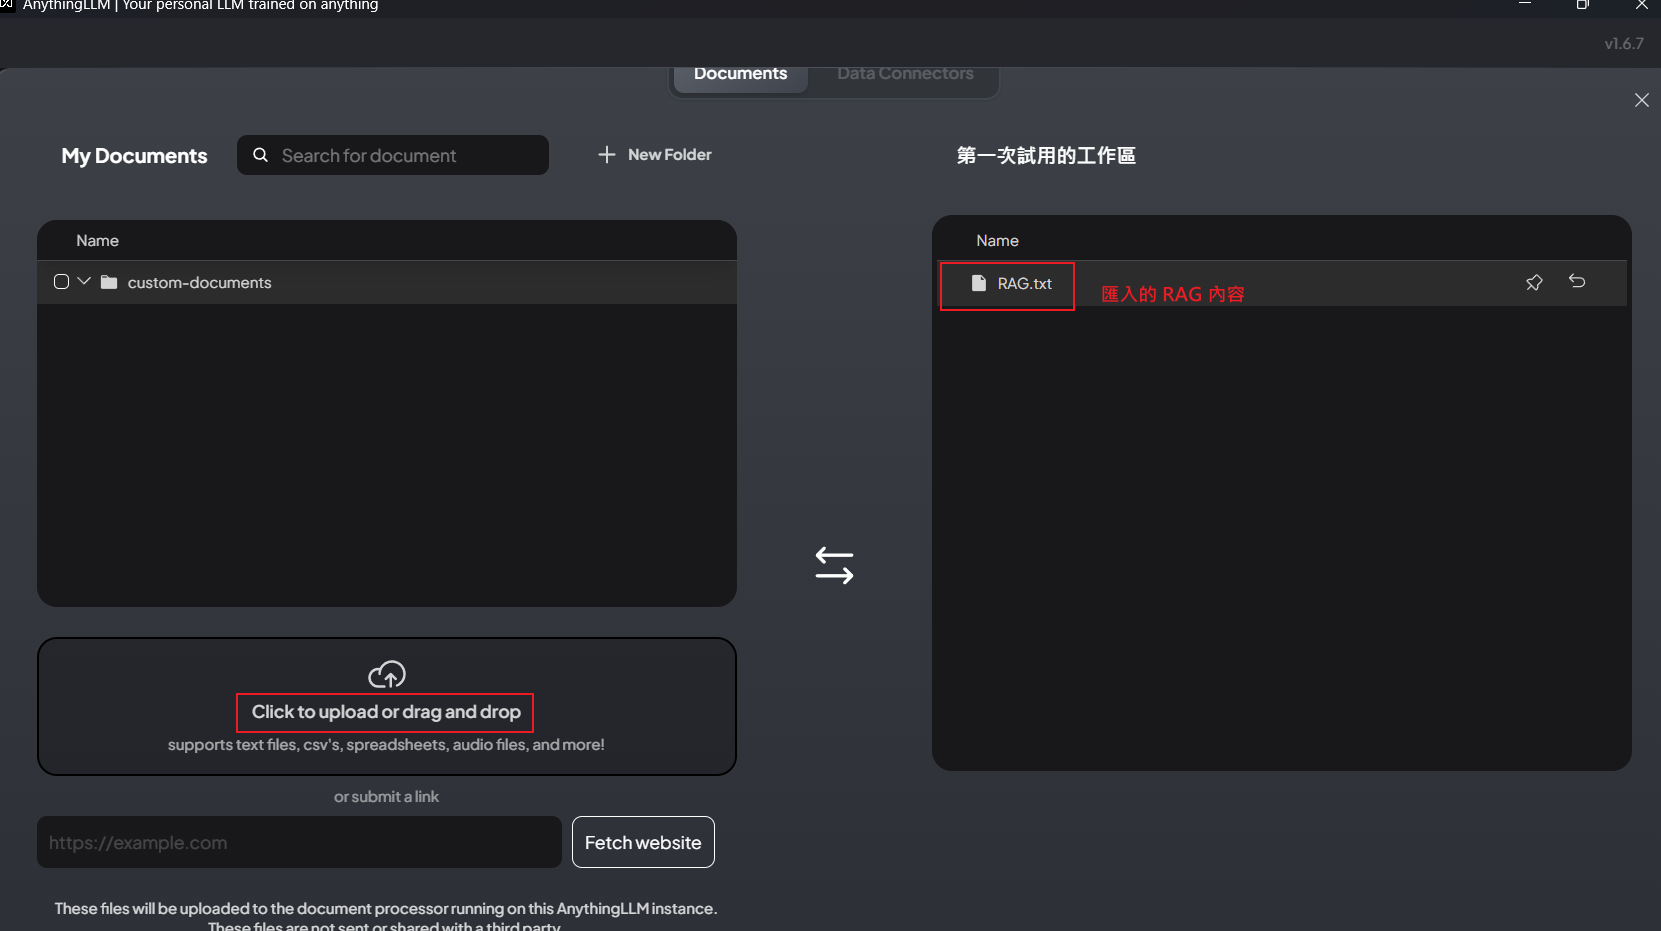 AnythingLLM | Your personal LLM trained on anything
v1.6.7
Documents
Data Connectors
My Documents
Search for document
New Folder
第一次試用的工作區
Name
custom-documents
Name
RAG.txt
匯入的 RAG 內容
Click to upload or drag and drop
supports text files, csv's, spreadsheets, audio files, and more!
or submit a link
https://example.com
Fetch website
These files will be uploaded to the document processor running on this AnythingLLM instance.
These files are not sent or shared with a third party